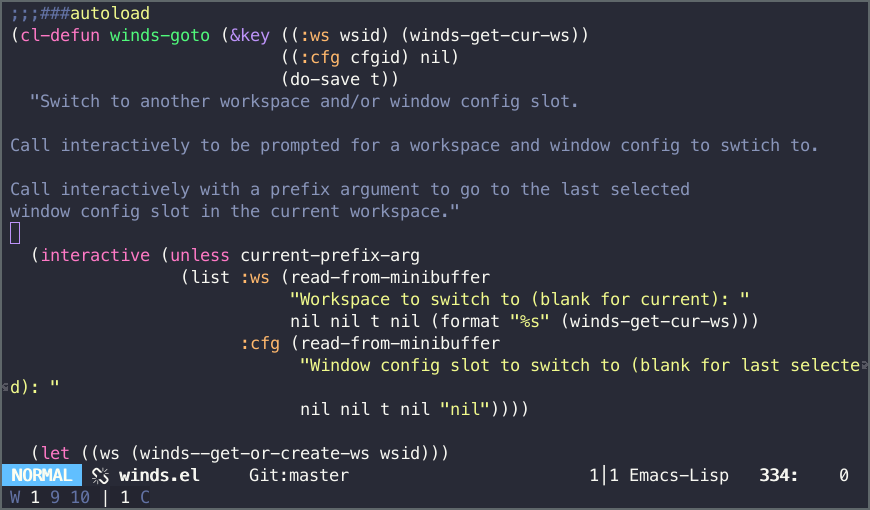 ;;;###autoload
(cl-defun winds-goto (&key ((:ws wsid) (winds-get-cur-ws))
((:cfg cfgid) nil)
(do-save t))
"Switch to another workspace and/or window config slot.
Call interactively to be prompted for a workspace and window config to swtich to.
Call interactively with a prefix argument to go to the last selected
window config slot in the current workspace."
(interactive (unless current-prefix-arg
(list :ws (read-from-minibuffer
"Workspace to switch to (blank for current): "
nil nil t nil (format "%s" (winds-get-cur-ws)))
:cfg (read-from-minibuffer
"Window config slot to switch to (blank for last selecte
d): "
nil nil t nil "nil"))))
(let ((ws (winds--get-or-create-ws wsid)))
NORMAL winds.el Git:master 1|1 Emacs-Lisp 334: 0
W 1 9 10 | 1 C